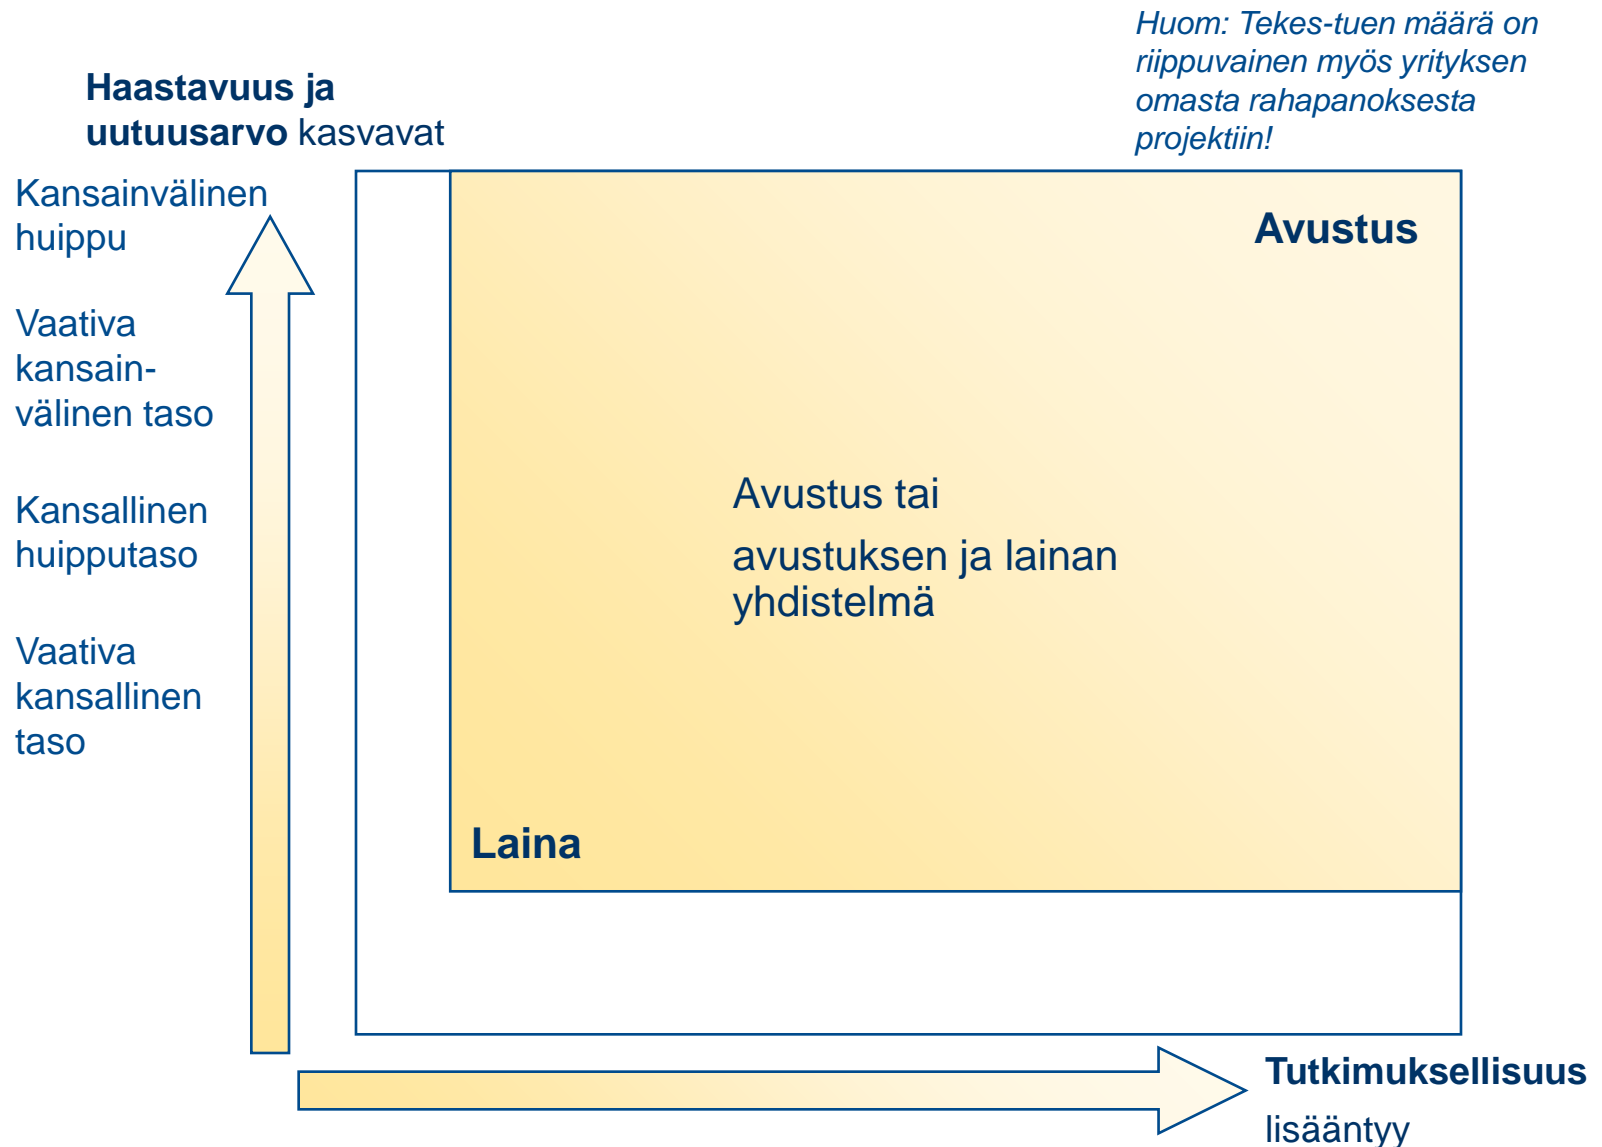 Huom: Tekes-tuen määrä on
riippuvainen myös yrityksen
omasta rahapanoksesta
projektiin!
Haastavuus ja
uutuusarvo kasvavat
Kansainvälinen
huippu
Vaativa
kansain-
välinen taso
Kansallinen
huipputaso
Vaativa
kansallinen
taso
Avustus
Avustus tai
avustuksen ja lainan
yhdistelmä
Laina
Tutkimuksellisuus
lisääntyy